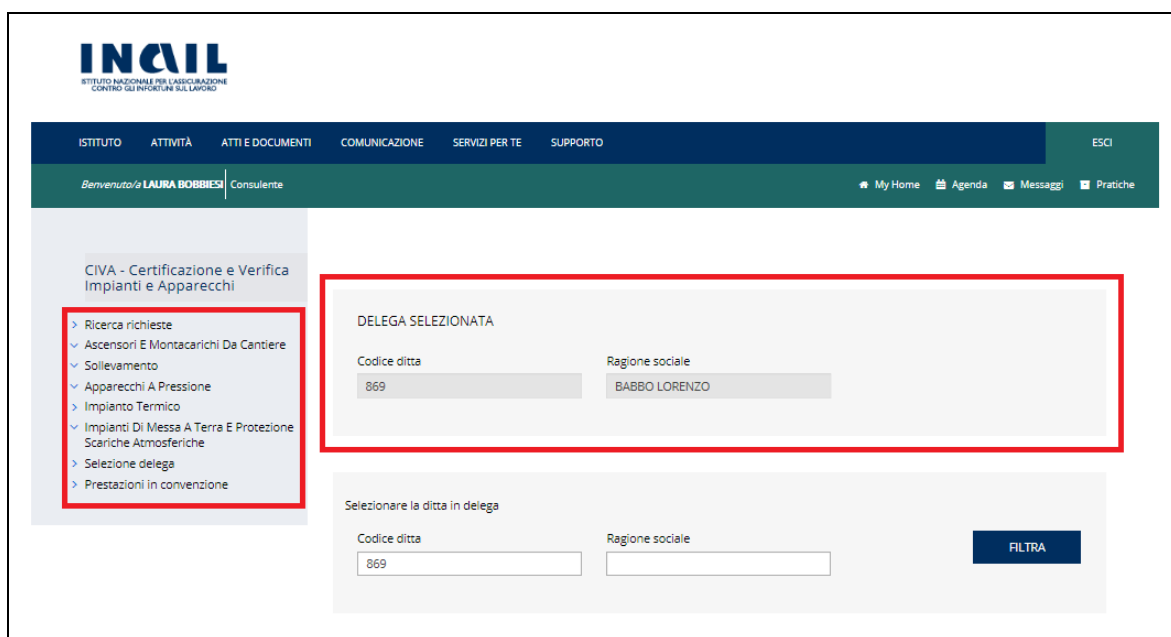 INAIL
ISTITUTO NAZIONALE PER L'ASSICURAZIONE
CONTRO GLI INFORTUNI SUL LAVORO
ISTITUTO ATTIVITÀ ATTI E DOCUMENTI COMUNICAZIONE SERVIZI PER TE SUPPORTO ESCI
Benvenuto/a LAURA BOBBIESI Consulente My Home Agenda Messaggi Pratiche
CIVA - Certificazione e Verifica
Impianti e Apparecchi
Ricerca richieste
Ascensori E Montacarichi Da Cantiere
Sollevamento
Apparecchi A Pressione
Impianto Termico
Impianti Di Messa A Terra E Protezione
Scariche Atmosferiche
Selezione delega
Prestazioni in convenzione
DELEGA SELEZIONATA
Codice ditta Ragione sociale
869 BABBO LORENZO
Selezionare la ditta in delega
Codice ditta Ragione sociale
869
FILTRA